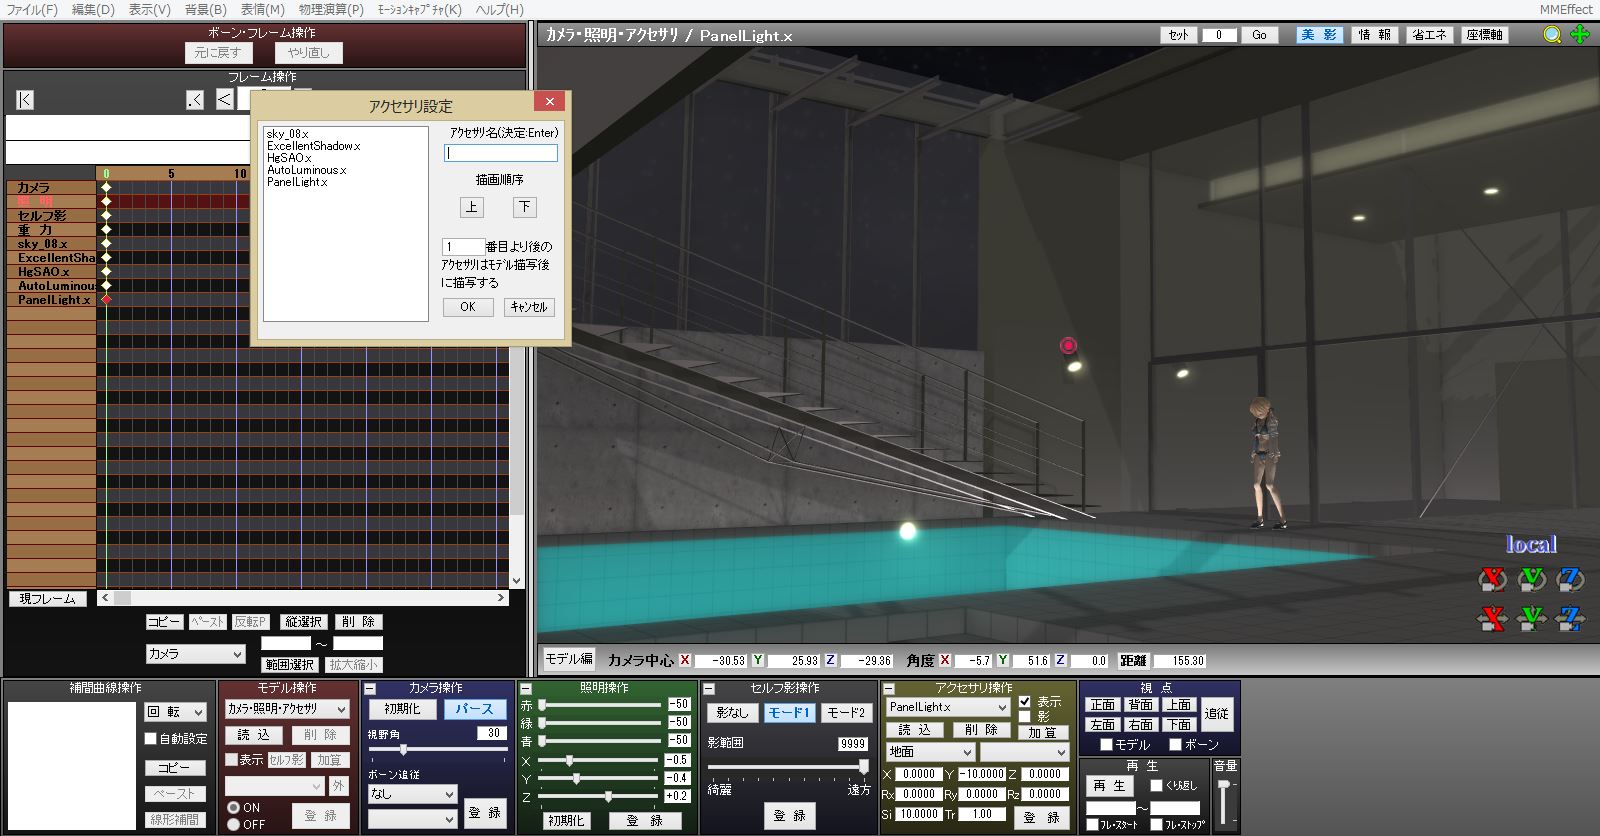 ファイル(F) 編集(D) 表示(V) 背景(B) 表情(M) 物理演算(P) ﾓｰｼｮﾝｷｬﾌﾟﾁｬ(K) ヘルプ(H) MMEffect
ボーン・フレーム操作
元に戻す やり直し
フレーム操作
|< .< <
カメラ・照明・アクセサリ / PanelLight.x
セット 0 Go 美影 情報 省エネ 座標軸
アクセサリ設定
sky_08.x
ExcellentShadow.x
HgSAO.x
AutoLuminous.x
PanelLight.x
アクセサリ名(決定:Enter)
描画順序
上 下
1 番目より後の
アクセサリはモデル描写後
に描写する
OK キャンセル
0 5 10
カメラ
照明
セルフ影
重力
sky_08.x
ExcellentSha
HgSAO.x
AutoLuminou
PanelLight.x
現フレーム < >
コピー ペースト 反転P 縦選択 削除
～
カメラ 範囲選択 拡大縮小
local
X Y Z
X Y Z
モデル編 カメラ中心 X -30.53 Y 25.93 Z -29.36 角度 X -5.7 Y 51.6 Z 0.0 距離 155.30
補間曲線操作
回転
自動設定
コピー
ペースト
線形補間
モデル操作
カメラ・照明・アクセサリ
読込 削除
表示 セルフ影 加算
外
ON
OFF
登録
カメラ操作
初期化 パース
視野角 30
ボーン追従
なし
登録
照明操作
赤 -50
緑 -50
青 -50
X -0.5
Y -0.4
Z +0.2
初期化 登録
セルフ影操作
影なし モード1 モード2
影範囲 9999
綺麗 遠方
登録
アクセサリ操作
PanelLight.x 表示
影
読込 削除 加算
地面
X 0.0000 Y -10.0000 Z 0.0000
Rx 0.0000 Ry 0.0000 Rz 0.0000
Si 10.0000 Tr 1.00 登録
視点
正面 背面 上面 追従
左面 右面 下面
モデル ボーン
再生
再生 くり返し
～
フレ・スタート フレ・ストップ
音量